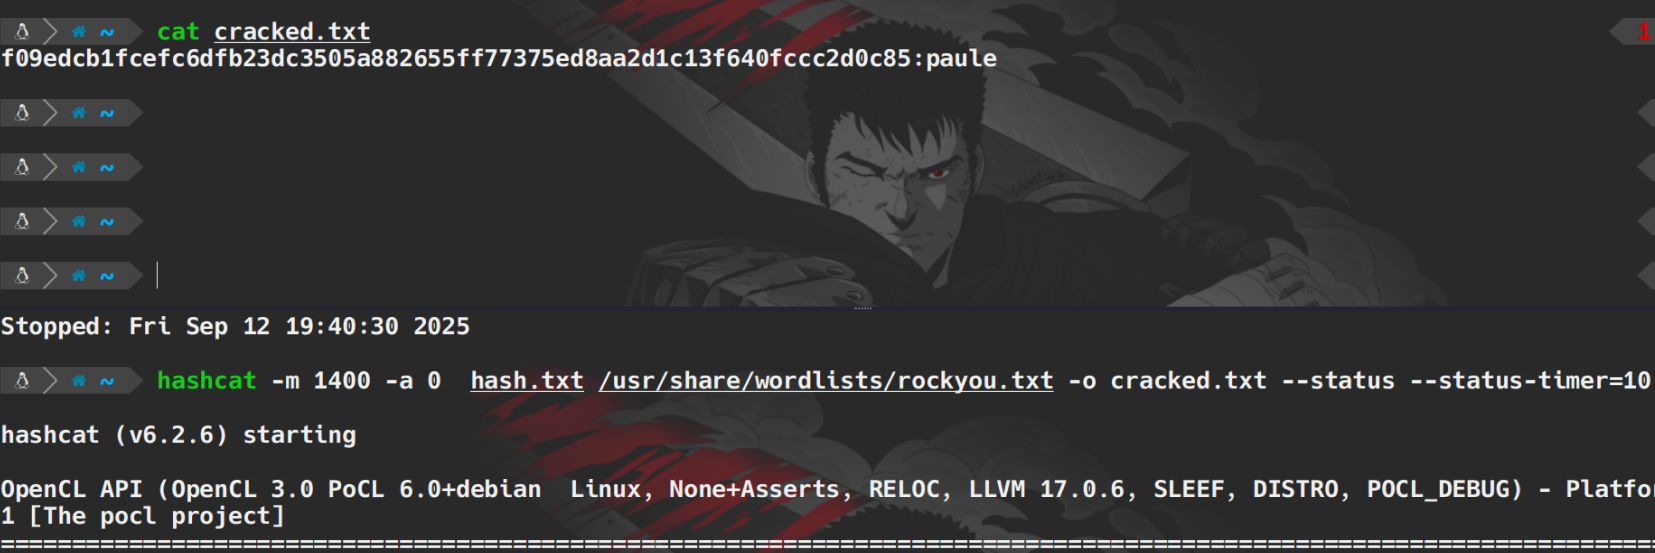 ~ cat cracked.txt
1
f09edcb1fcefc6dfb23dc3505a882655ff77375ed8aa2d1c13f640fccc2d0c85:paule
~
~
~
~
Stopped: Fri Sep 12 19:40:30 2025
~ hashcat -m 1400 -a 0  hash.txt /usr/share/wordlists/rockyou.txt -o cracked.txt --status --status-timer=10
hashcat (v6.2.6) starting
OpenCL API (OpenCL 3.0 PoCL 6.0+debian  Linux, None+Asserts, RELOC, LLVM 17.0.6, SLEEF, DISTRO, POCL_DEBUG) - Platfo
1 [The pocl project]
====================================================================================================================